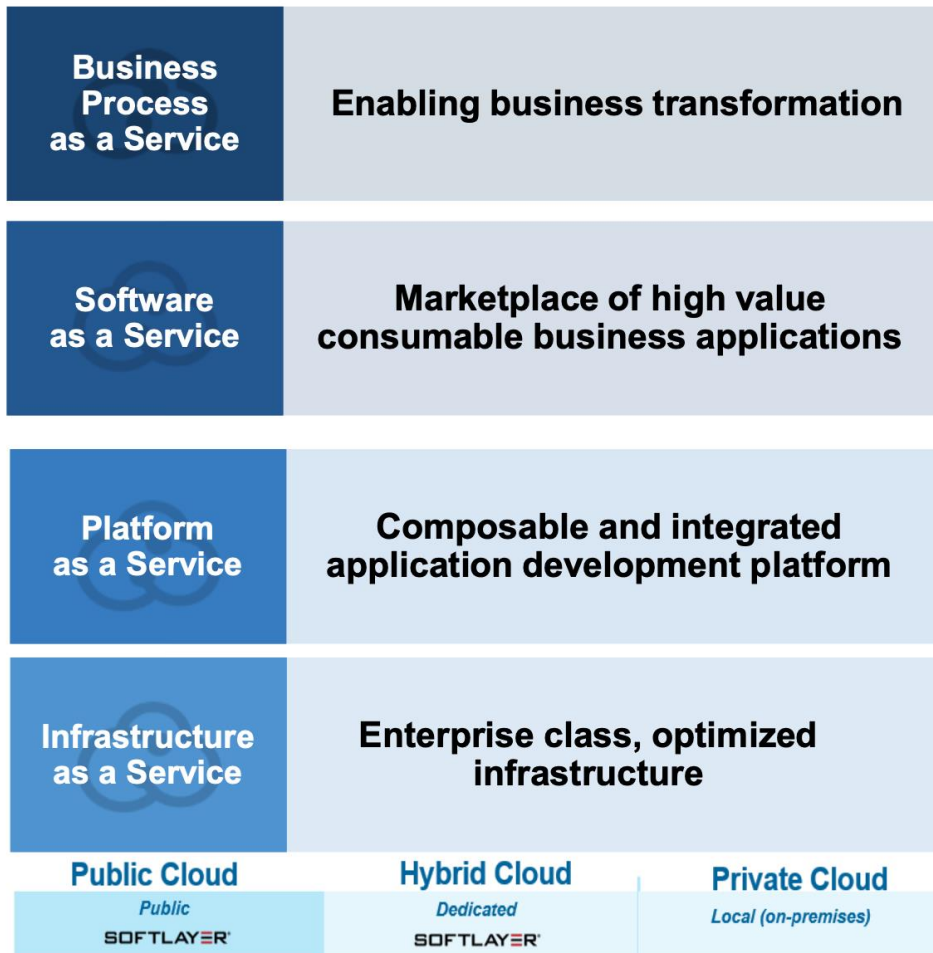 Business
Process
as a Service
Enabling business transformation
Software
as a Service
Marketplace of high value
consumable business applications
Platform
as a Service
Composable and integrated
application development platform
Infrastructure
as a Service
Enterprise class, optimized
infrastructure
Public Cloud
Public
SOFTLAYER®
Hybrid Cloud
Dedicated
SOFTLAYER®
Private Cloud
Local (on-premises)